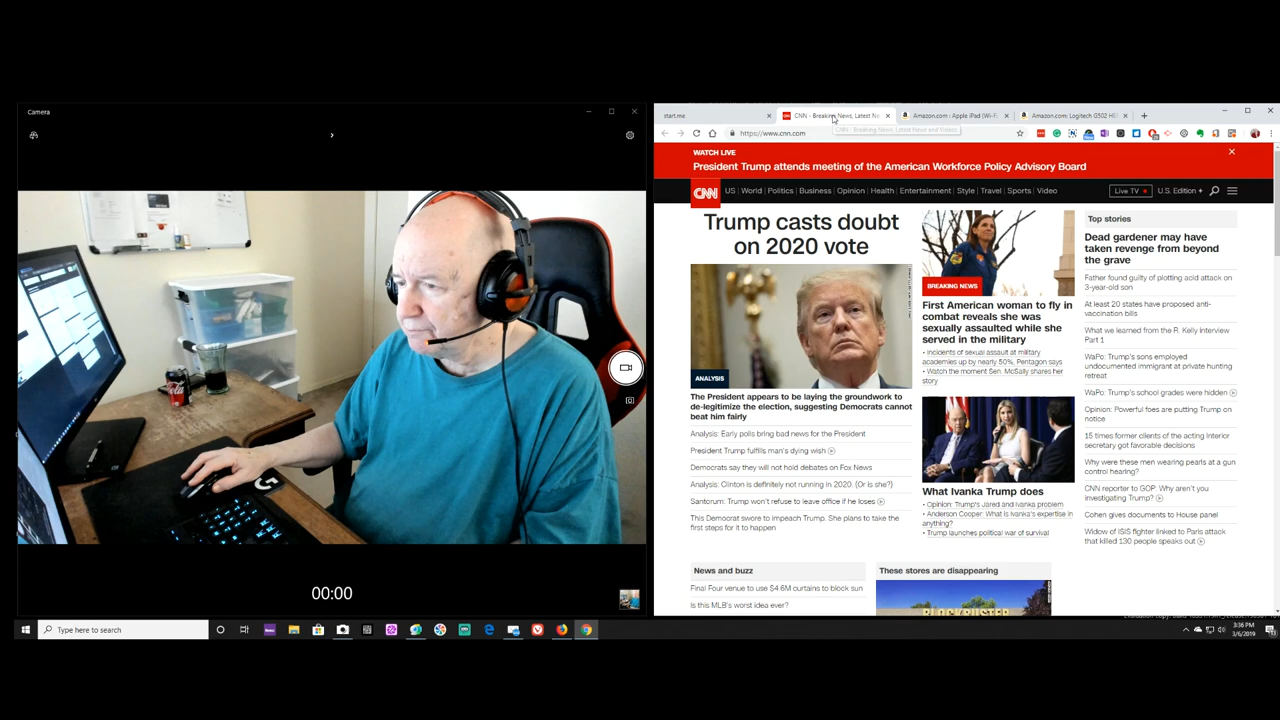 Camera
00:00
start.me
CNN - Breaking News, Latest Ne
Amazon.com : Apple iPad (Wi-Fi
Amazon.com: Logitech G502 HE
https://www.cnn.com
CNN - Breaking News, Latest News and Videos
WATCH LIVE
President Trump attends meeting of the American Workforce Policy Advisory Board
CNN
US World Politics Business Opinion Health Entertainment Style Travel Sports Video
Live TV
U.S. Edition +
Trump casts doubt
on 2020 vote
ANALYSIS
The President appears to be laying the groundwork to
de-legitimize the election, suggesting Democrats cannot
beat him fairly
Analysis: Early polls bring bad news for the President
President Trump fulfills man's dying wish
Democrats say they will not hold debates on Fox News
Analysis: Clinton is definitely not running in 2020. (Or is she?)
Santorum: Trump won't refuse to leave office if he loses
This Democrat swore to impeach Trump. She plans to take
the first steps for it to happen
BREAKING NEWS
First American woman to fly in
combat reveals she was
sexually assaulted while she
served in the military
• Incidents of sexual assault at military
academies up by nearly 50%, Pentagon says
• Watch the moment Sen. McSally shares her
story
What Ivanka Trump does
• Opinion: Trump's Jared and Ivanka problem
• Anderson Cooper: What is Ivanka's expertise in
anything?
• Trump launches political war of survival
Top stories
Dead gardener may have
taken revenge from beyond
the grave
Father found guilty of plotting acid attack on
3-year-old son
At least 20 states have proposed anti-
vaccination bills
What we learned from the R. Kelly interview
Part 1
WaPo: Trump's sons employed
undocumented immigrant at private hunting
retreat
WaPo: Trump's school grades were hidden
Opinion: Powerful foes are putting Trump on
notice
15 times former clients of the acting Interior
secretary got favorable decisions
Why were these men wearing pearls at a gun
control hearing?
CNN reporter to GOP: Why aren't you
investigating Trump?
Cohen gives documents to House panel
Widow of ISIS fighter linked to Paris attack
that killed 130 people speaks out
News and buzz
Final Four venue to use $4.6M curtains to block sun
Is this MLB's worst idea ever?
These stores are disappearing
BLOCKBUSTER
Type here to search
3:36 PM
3/6/2019